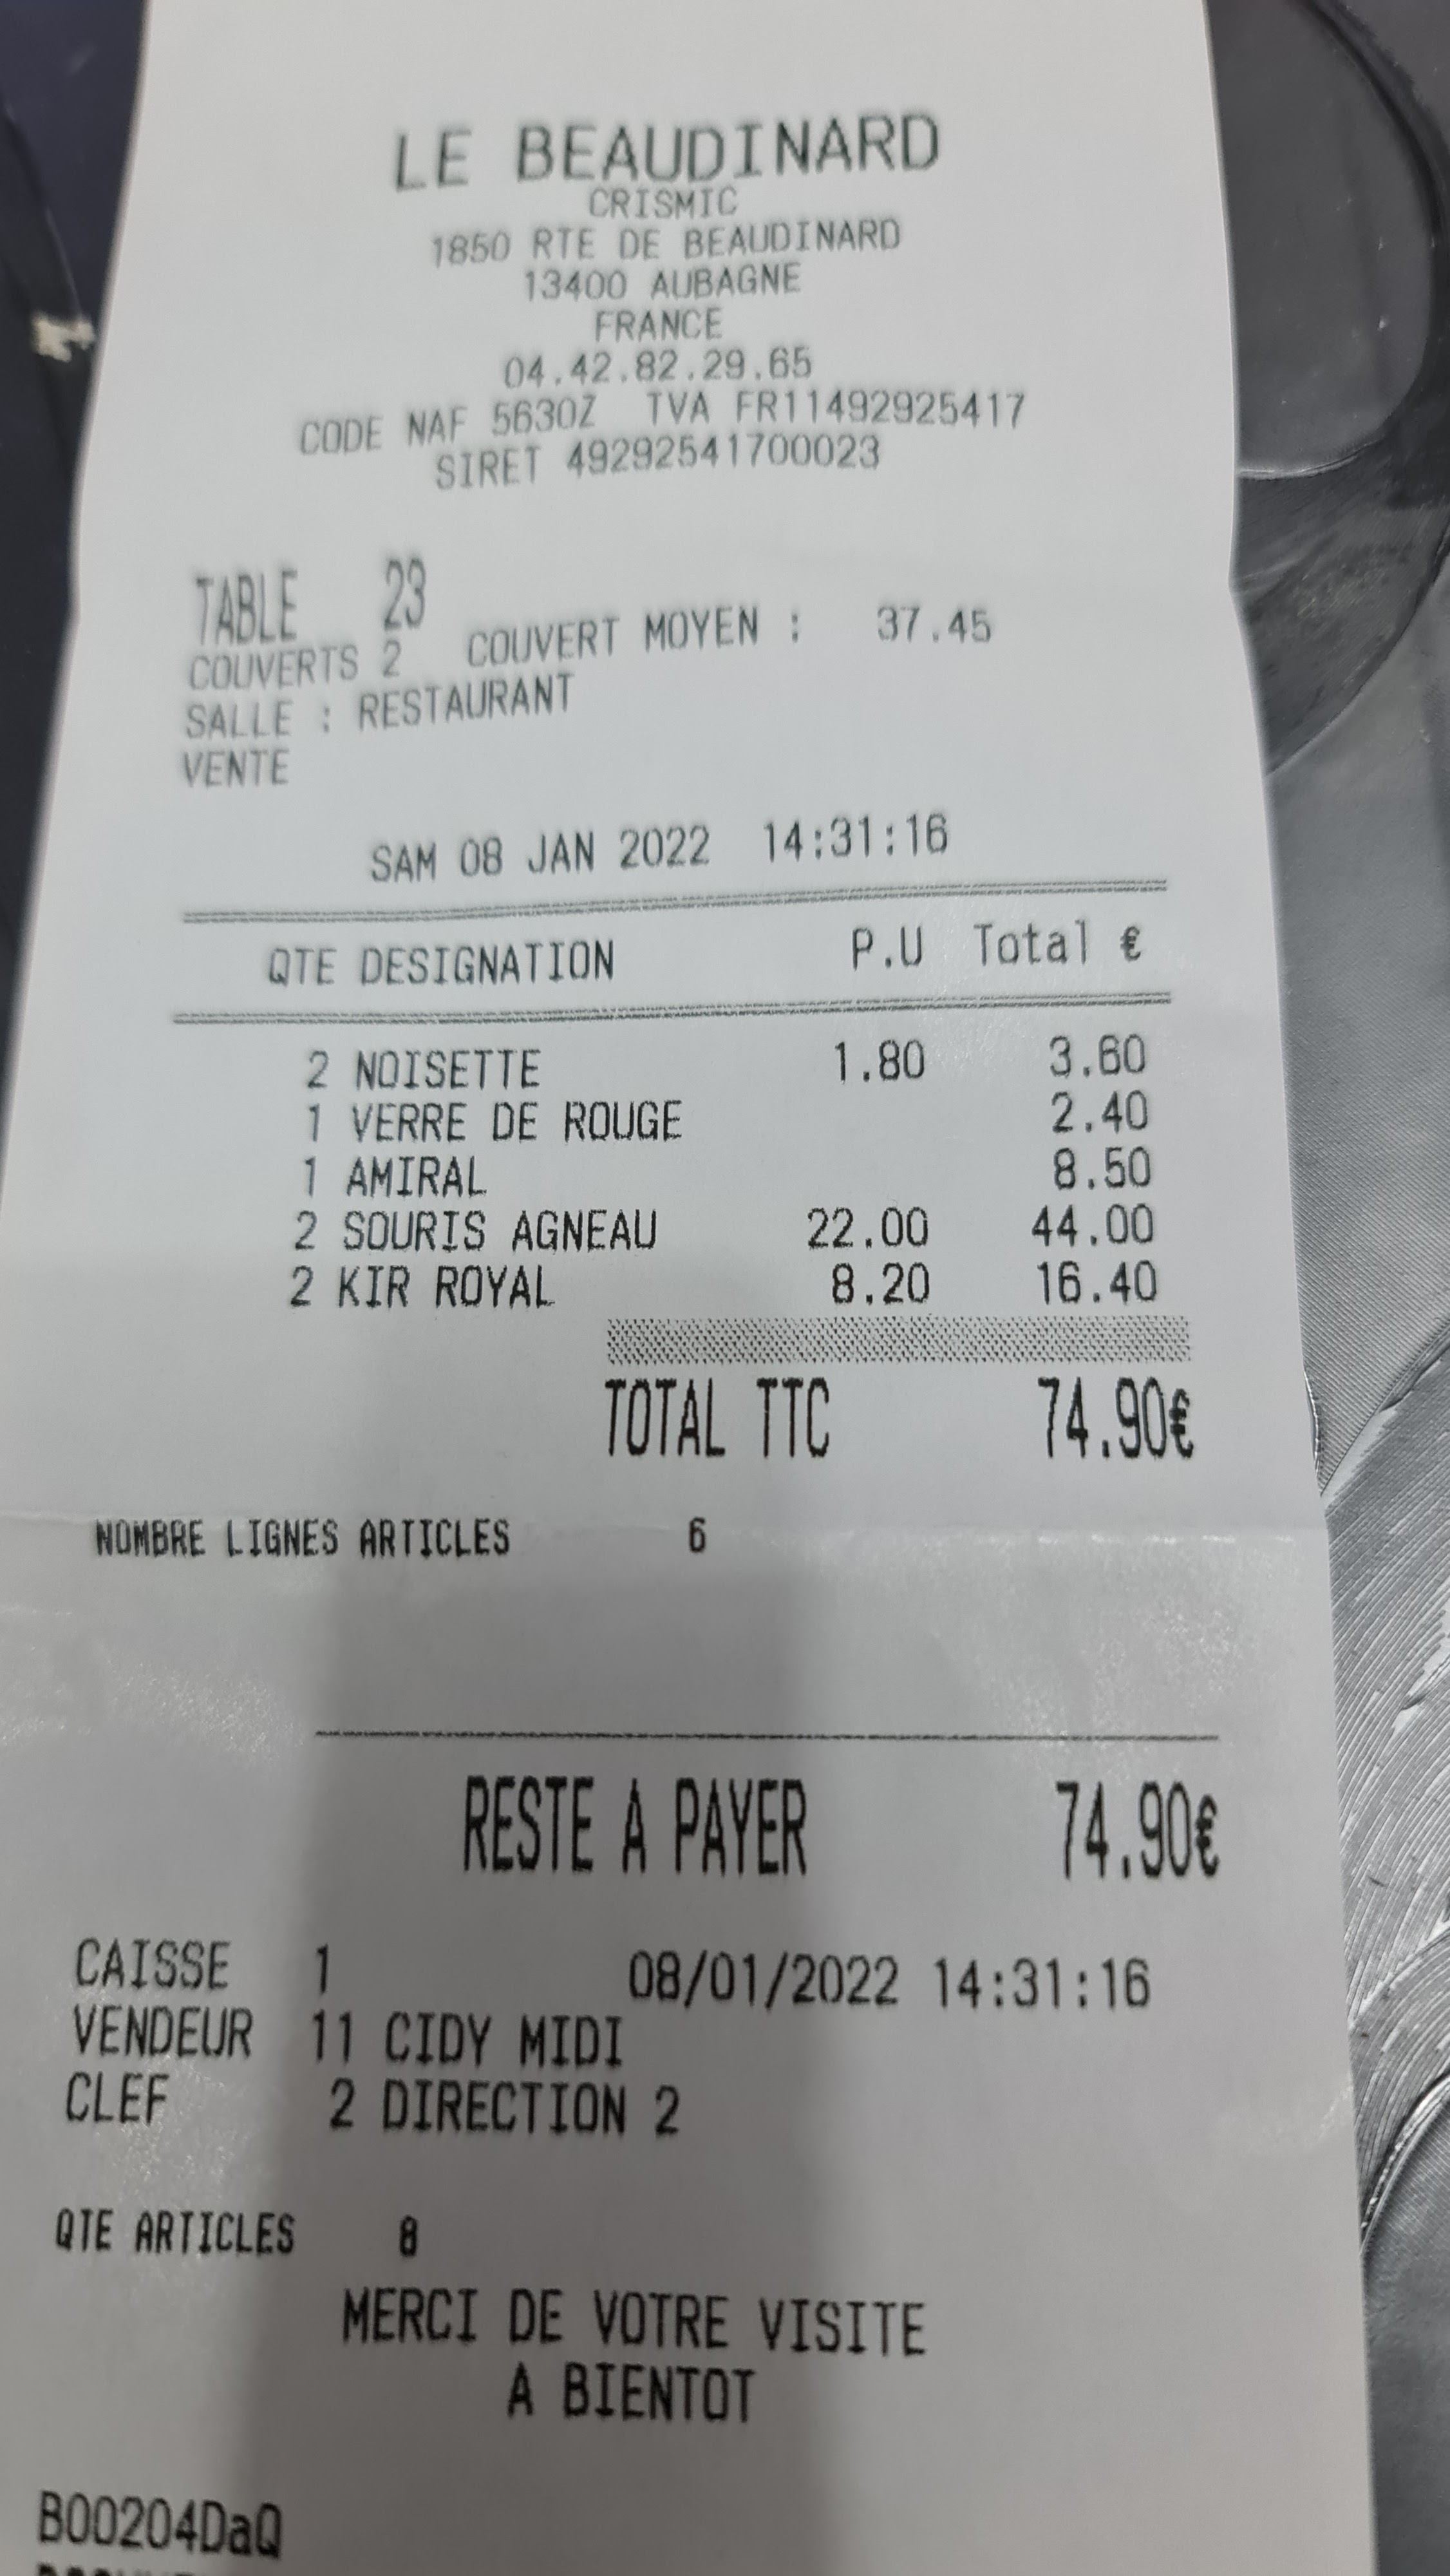 LE BEAUDINARD
CRISMIC
1850 RTE DE BEAUDINARD
13400 AUBAGNE
FRANCE
04.42.82.29.65
CODE NAF 5630Z TVA FR11492925417
SIRET 49292541700023
TABLE 23
COUVERTS 2 COUVERT MOYEN : 37.45
SALLE : RESTAURANT
VENTE
SAM 08 JAN 2022 14:31:16
QTE DESIGNATION P.U Total €
2 NOISETTE 1.80 3.60
1 VERRE DE ROUGE 2.40
1 AMIRAL 8.50
2 SOURIS AGNEAU 22.00 44.00
2 KIR ROYAL 8.20 16.40
TOTAL TTC 74.90€
NOMBRE LIGNES ARTICLES 6
RESTE A PAYER 74.90€
CAISSE 1 08/01/2022 14:31:16
VENDEUR 11 CIDY MIDI
CLEF 2 DIRECTION 2
QTE ARTICLES 8
MERCI DE VOTRE VISITE
A BIENTOT
B00204DaQ